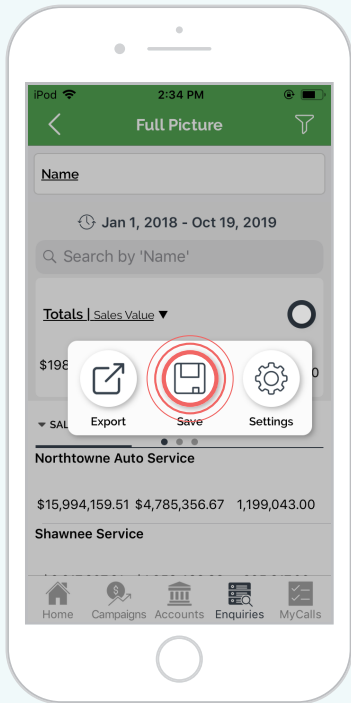 iPod 2:34 PM
Full Picture
Name
Jan 1, 2018 - Oct 19, 2019
Search by 'Name'
Totals | Sales Value ▼
$198
Export Save Settings
Northtowne Auto Service
$15,994,159.51 $4,785,356.67 1,199,043.00
Shawnee Service
Home Campaigns Accounts Enquiries MyCalls